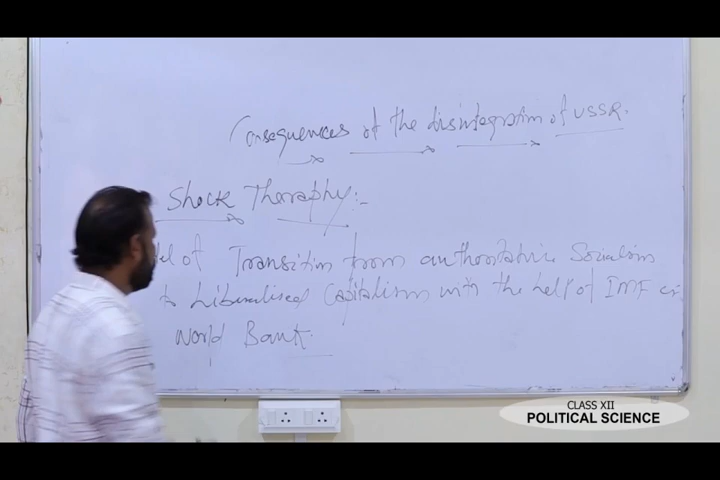 Consequences of the disintegration of USSR.
Shock Theraphy:-
of Transition from authoritative Socialism
to Liberalised Capitalism with the help of IMF
World Bank.
CLASS XII
POLITICAL SCIENCE